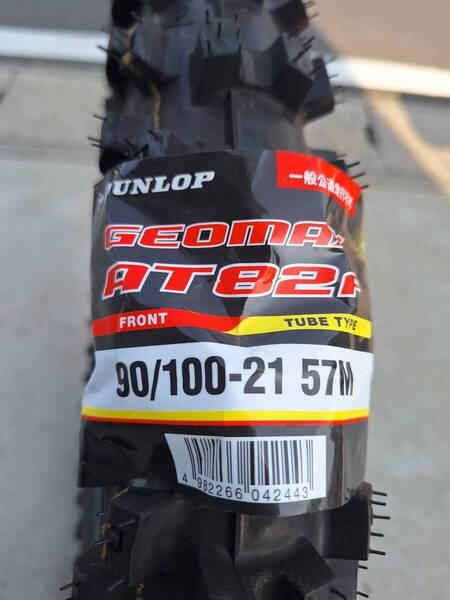 DUNLOP
一般公道走行不可
GEOMAX
AT82F
FRONT
TUBE TYPE
90/100-21 57M
4 982266 042443